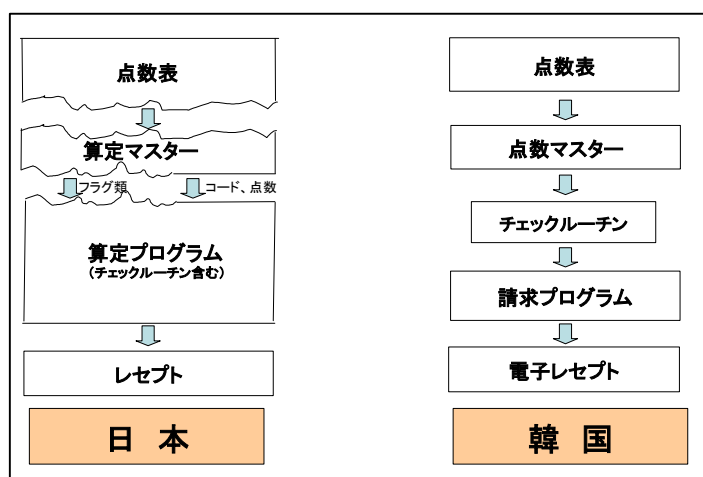 点数表
算定マスター
フラグ類
コード、点数
算定プログラム
(チェックルーチン含む)
レセプト
日 本
点数表
点数マスター
チェックルーチン
請求プログラム
電子レセプト
韓 国